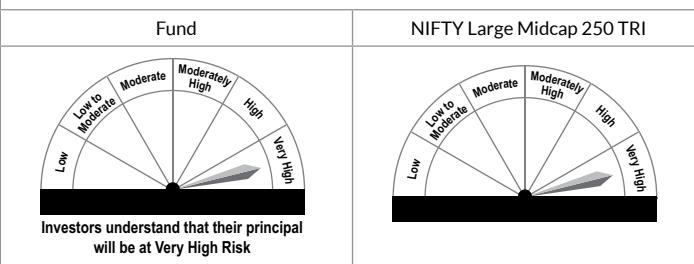 Fund
NIFTY Large Midcap 250 TRI
Low
Low to
Moderate
Moderate
Moderately
High
High
Very High
Low
Low to
Moderate
Moderate
Moderately
High
High
Very High
Investors understand that their principal
will be at Very High Risk